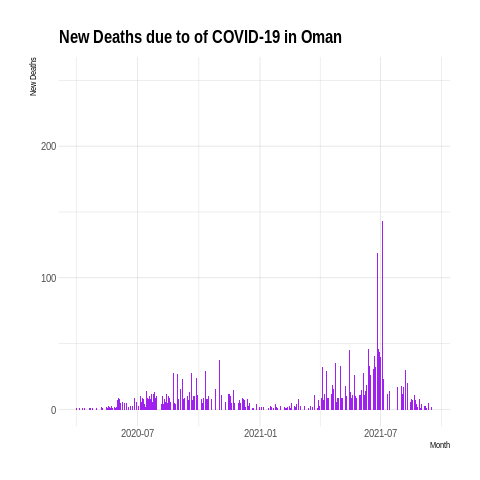 New Deaths due to of COVID-19 in Oman
New Deaths
200
100
0
2020-07
2021-01
2021-07
Month